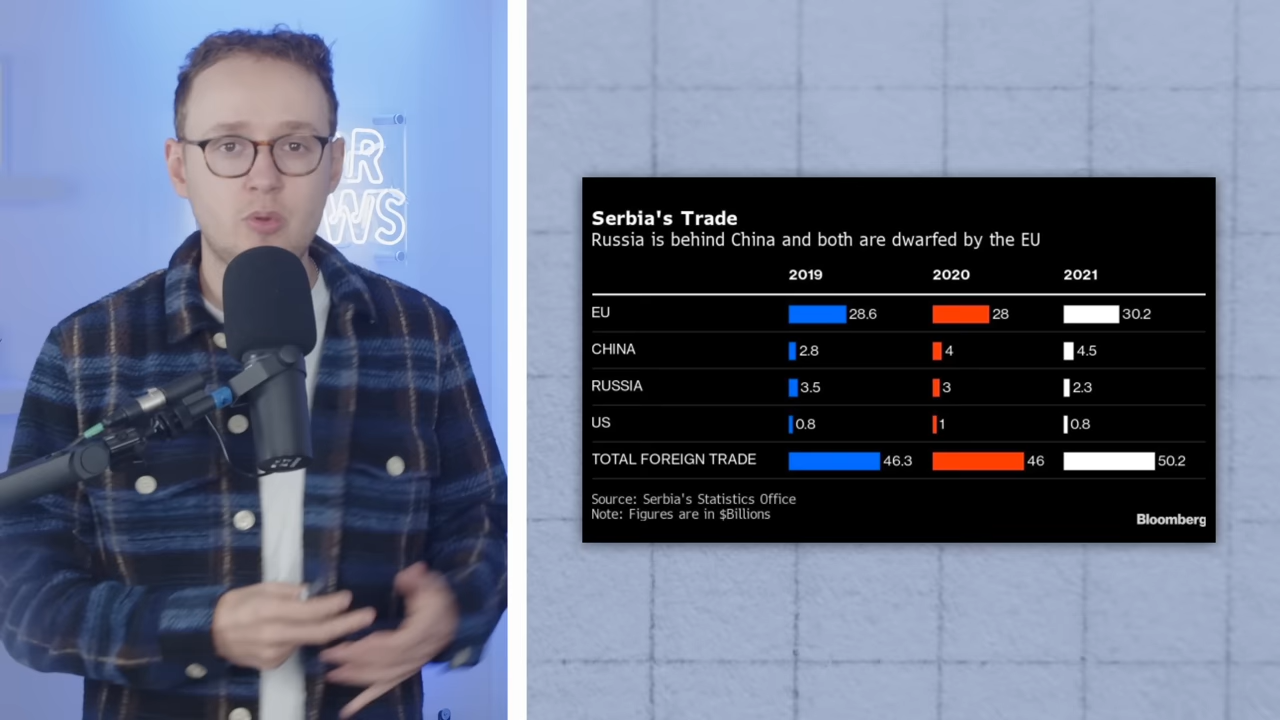 Serbia's Trade
Russia is behind China and both are dwarfed by the EU
2019 2020 2021
EU 28.6 28 30.2
CHINA 2.8 4 4.5
RUSSIA 3.5 3 2.3
US 0.8 1 0.8
TOTAL FOREIGN TRADE 46.3 46 50.2
Source: Serbia's Statistics Office
Note: Figures are in $Billions
Bloomberg